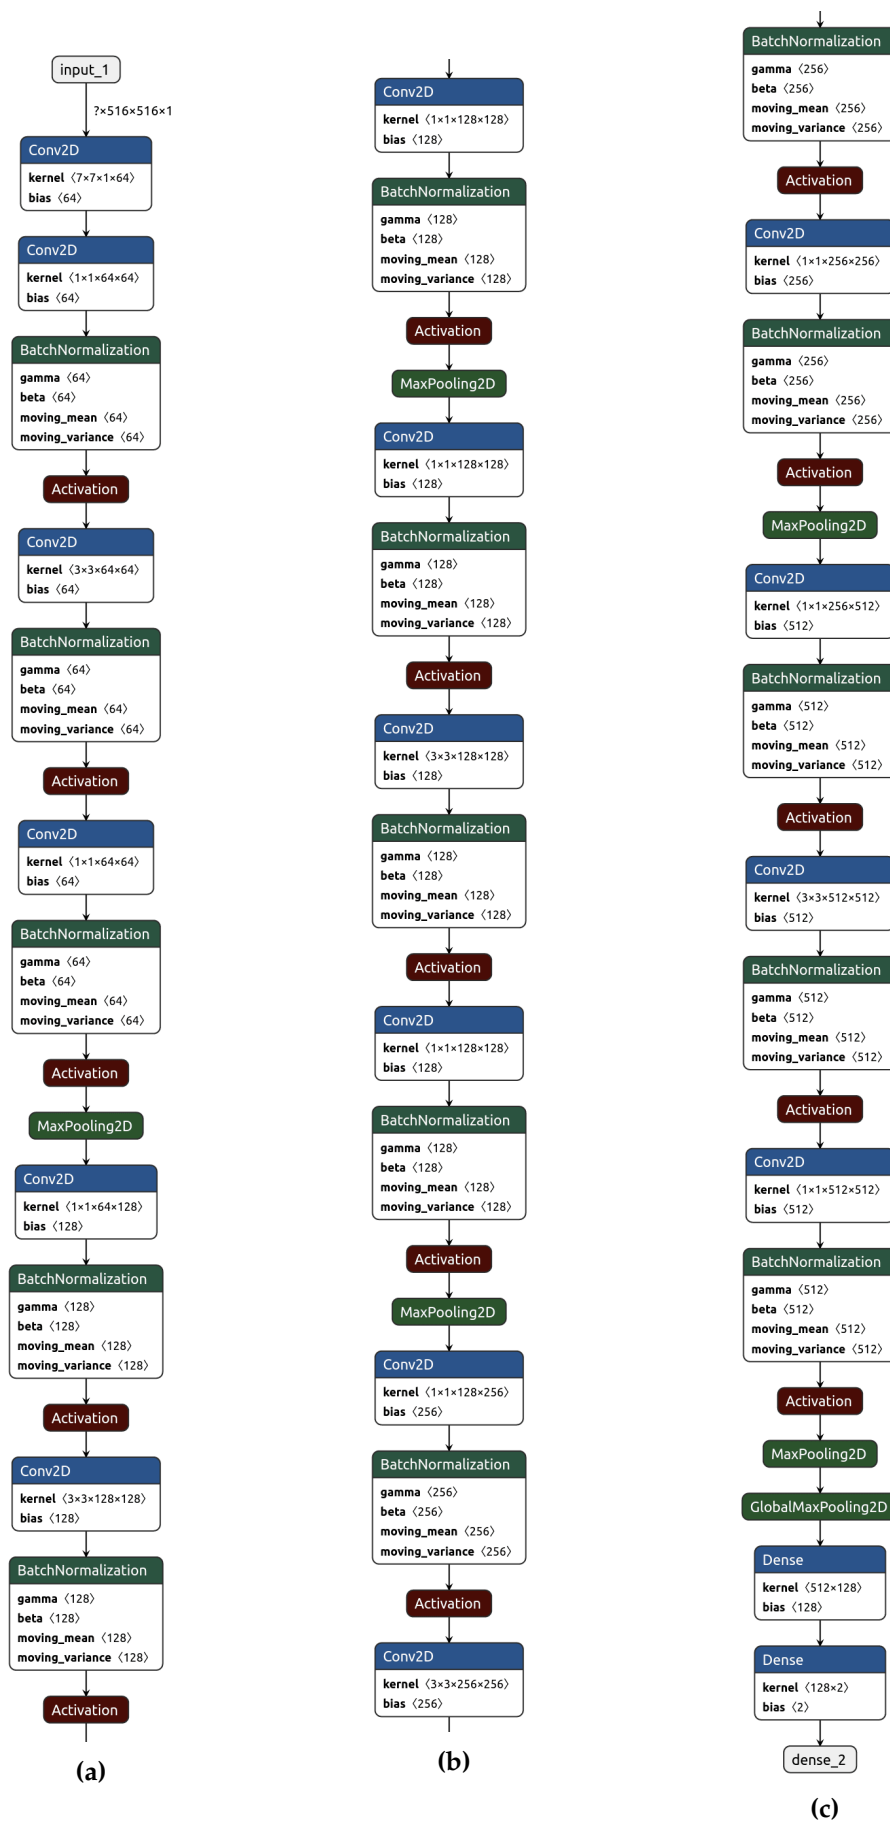 input_1
?×516×516×1
Conv2D
kernel ⟨7×7×1×64⟩
bias ⟨64⟩
Conv2D
kernel ⟨1×1×64×64⟩
bias ⟨64⟩
BatchNormalization
gamma ⟨64⟩
beta ⟨64⟩
moving_mean ⟨64⟩
moving_variance ⟨64⟩
Activation
Conv2D
kernel ⟨3×3×64×64⟩
bias ⟨64⟩
BatchNormalization
gamma ⟨64⟩
beta ⟨64⟩
moving_mean ⟨64⟩
moving_variance ⟨64⟩
Activation
Conv2D
kernel ⟨1×1×64×64⟩
bias ⟨64⟩
BatchNormalization
gamma ⟨64⟩
beta ⟨64⟩
moving_mean ⟨64⟩
moving_variance ⟨64⟩
Activation
MaxPooling2D
Conv2D
kernel ⟨1×1×64×128⟩
bias ⟨128⟩
BatchNormalization
gamma ⟨128⟩
beta ⟨128⟩
moving_mean ⟨128⟩
moving_variance ⟨128⟩
Activation
Conv2D
kernel ⟨3×3×128×128⟩
bias ⟨128⟩
BatchNormalization
gamma ⟨128⟩
beta ⟨128⟩
moving_mean ⟨128⟩
moving_variance ⟨128⟩
Activation
(a)
Conv2D
kernel ⟨1×1×128×128⟩
bias ⟨128⟩
BatchNormalization
gamma ⟨128⟩
beta ⟨128⟩
moving_mean ⟨128⟩
moving_variance ⟨128⟩
Activation
MaxPooling2D
Conv2D
kernel ⟨1×1×128×128⟩
bias ⟨128⟩
BatchNormalization
gamma ⟨128⟩
beta ⟨128⟩
moving_mean ⟨128⟩
moving_variance ⟨128⟩
Activation
Conv2D
kernel ⟨3×3×128×128⟩
bias ⟨128⟩
BatchNormalization
gamma ⟨128⟩
beta ⟨128⟩
moving_mean ⟨128⟩
moving_variance ⟨128⟩
Activation
Conv2D
kernel ⟨1×1×128×128⟩
bias ⟨128⟩
BatchNormalization
gamma ⟨128⟩
beta ⟨128⟩
moving_mean ⟨128⟩
moving_variance ⟨128⟩
Activation
MaxPooling2D
Conv2D
kernel ⟨1×1×128×256⟩
bias ⟨256⟩
BatchNormalization
gamma ⟨256⟩
beta ⟨256⟩
moving_mean ⟨256⟩
moving_variance ⟨256⟩
Activation
Conv2D
kernel ⟨3×3×256×256⟩
bias ⟨256⟩
(b)
BatchNormalization
gamma ⟨256⟩
beta ⟨256⟩
moving_mean ⟨256⟩
moving_variance ⟨256⟩
Activation
Conv2D
kernel ⟨1×1×256×256⟩
bias ⟨256⟩
BatchNormalization
gamma ⟨256⟩
beta ⟨256⟩
moving_mean ⟨256⟩
moving_variance ⟨256⟩
Activation
MaxPooling2D
Conv2D
kernel ⟨1×1×256×512⟩
bias ⟨512⟩
BatchNormalization
gamma ⟨512⟩
beta ⟨512⟩
moving_mean ⟨512⟩
moving_variance ⟨512⟩
Activation
Conv2D
kernel ⟨3×3×512×512⟩
bias ⟨512⟩
BatchNormalization
gamma ⟨512⟩
beta ⟨512⟩
moving_mean ⟨512⟩
moving_variance ⟨512⟩
Activation
Conv2D
kernel ⟨1×1×512×512⟩
bias ⟨512⟩
BatchNormalization
gamma ⟨512⟩
beta ⟨512⟩
moving_mean ⟨512⟩
moving_variance ⟨512⟩
Activation
MaxPooling2D
GlobalMaxPooling2D
Dense
kernel ⟨512×128⟩
bias ⟨128⟩
Dense
kernel ⟨128×2⟩
bias ⟨2⟩
dense_2
(c)